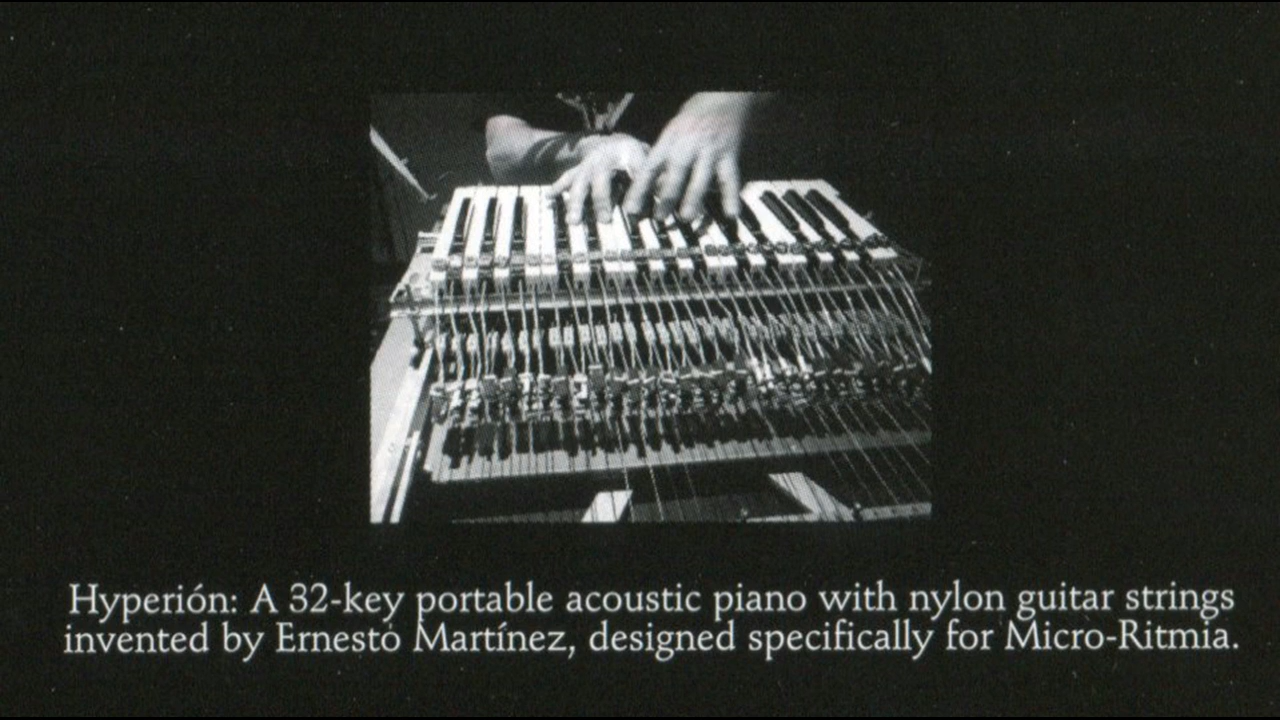 Hyperión: A 32-key portable acoustic piano with nylon guitar strings
invented by Ernesto Martínez, designed specifically for Micro-Ritmia.